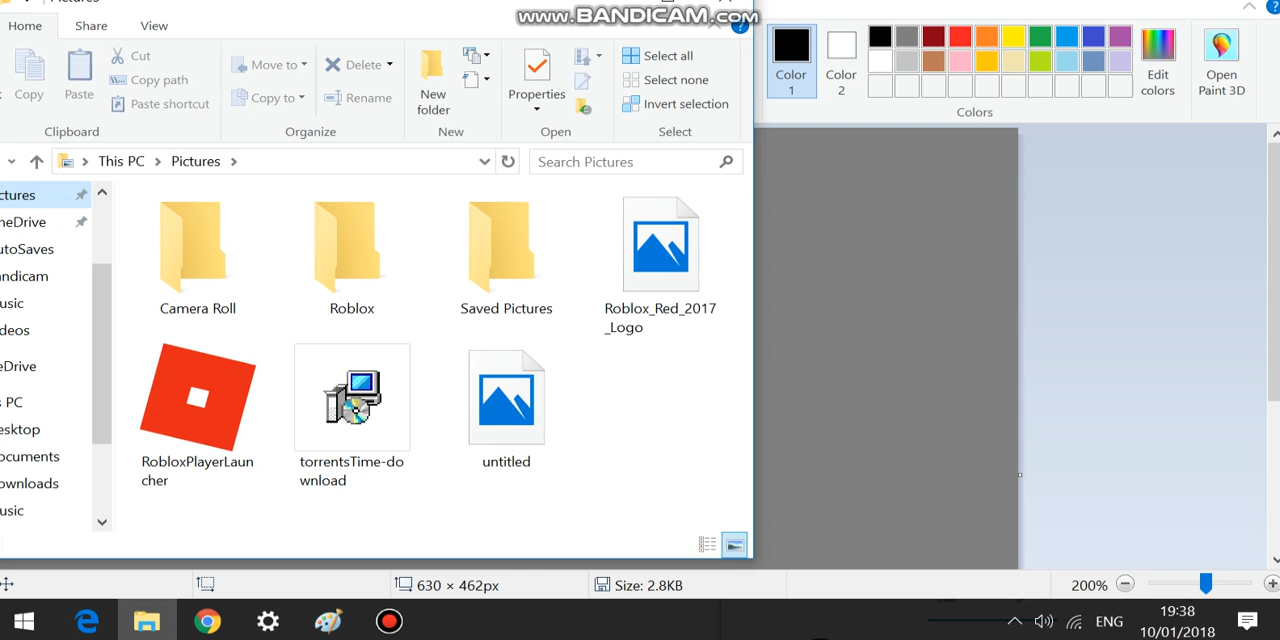 Pictures
www.BANDICAM.com
Home
Share
View
Copy
Paste
Cut
Copy path
Paste shortcut
Clipboard
Move to
Copy to
Delete
Rename
Organize
New
folder
New
Properties
Open
Select all
Select none
Invert selection
Select
Color
1
Color
2
Edit
colors
Open
Paint 3D
Colors
This PC
Pictures
Search Pictures
ctures
neDrive
utoSaves
andicam
usic
deos
eDrive
s PC
esktop
ocuments
ownloads
usic
Camera Roll
Roblox
Saved Pictures
Roblox_Red_2017
_Logo
RobloxPlayerLaun
cher
torrentsTime-do
wnload
untitled
630 × 462px
Size: 2.8KB
200%
ENG
19:38
10/01/2018